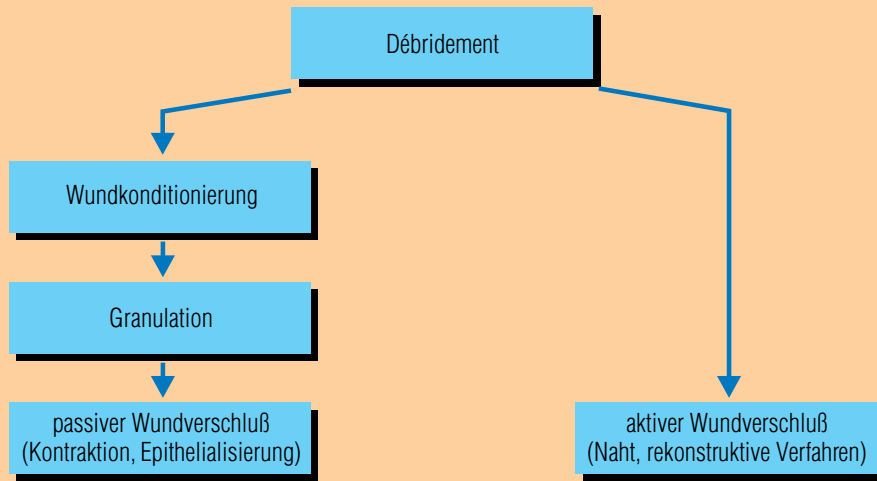 Débridement
Wundkonditionierung
Granulation
passiver Wundverschluß
(Kontraktion, Epithelialisierung)
aktiver Wundverschluß
(Naht, rekonstruktive Verfahren)